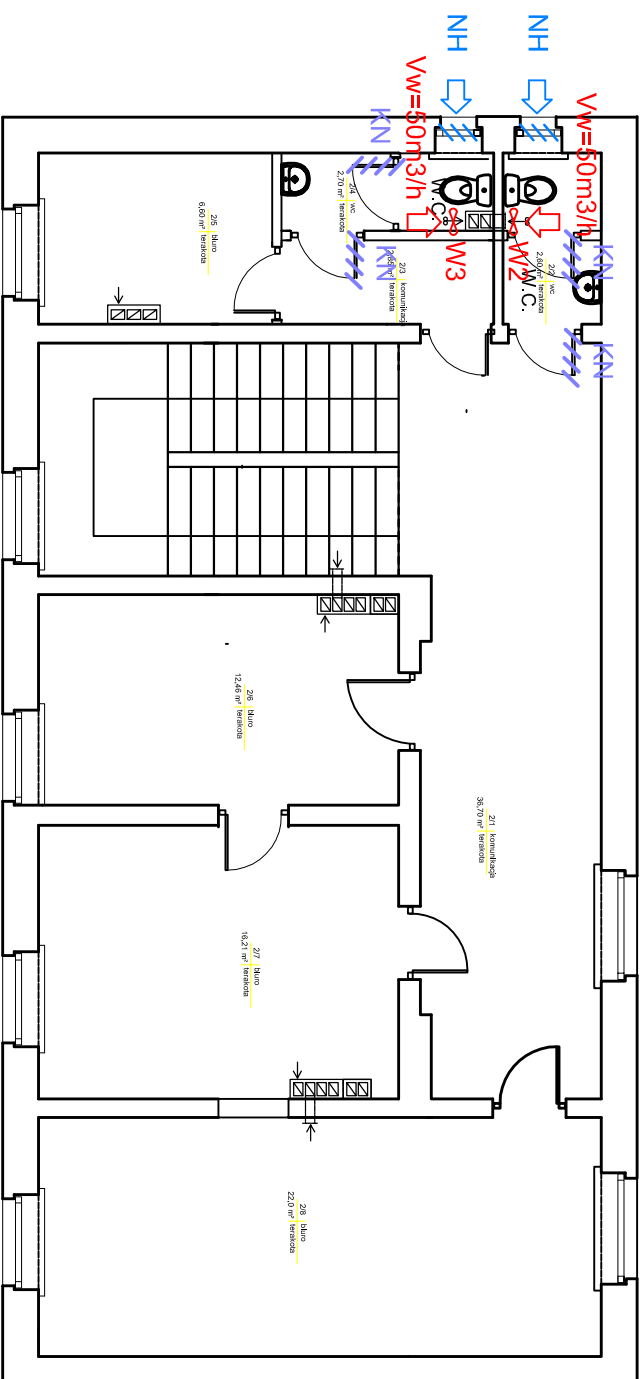 NH
NH
Vw=50m3/h
Vw=50m3/h
KN
KN
KN
KN
W.C.
W.C.
W3
W2
2/4 wc
2,70 m² terakota
2/3 komunikacja
terakota
2/2 wc
2,60 m² terakota
2/5 biuro
6,60 m² terakota
2/6 biuro
12,46 m² terakota
2/1 komunikacja
36,70 m² terakota
2/7 biuro
16,21 m² terakota
2/8 biuro
22,0 m² terakota